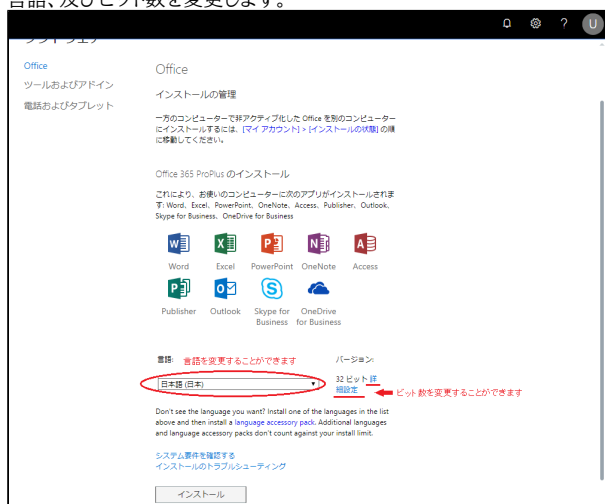 言語、及びビット数を変更します。
? U
ソフトウェア
Office
ツールおよびアドイン
電話およびタブレット
Office
インストールの管理
一方のコンピューターで非アクティブ化した Office を別のコンピューター
にインストールするには、[マイ アカウント] > [インストールの状態] の順
に移動してください。
Office 365 ProPlus のインストール
これにより、お使いのコンピューターに次のアプリがインストールされま
す: Word、Excel、PowerPoint、OneNote、Access、Publisher、Outlook、
Skype for Business、OneDrive for Business
Word Excel PowerPoint OneNote Access
Publisher Outlook Skype for Business OneDrive for Business
言語: 言語を変更することができます バージョン:
日本語 (日本)
32 ビット 詳
細設定 ビット数を変更することができます
Don't see the language you want? Install one of the languages in the list
above and then install a language accessory pack. Additional languages
and language accessory packs don't count against your install limit.
システム要件を確認する
インストールのトラブルシューティング
インストール